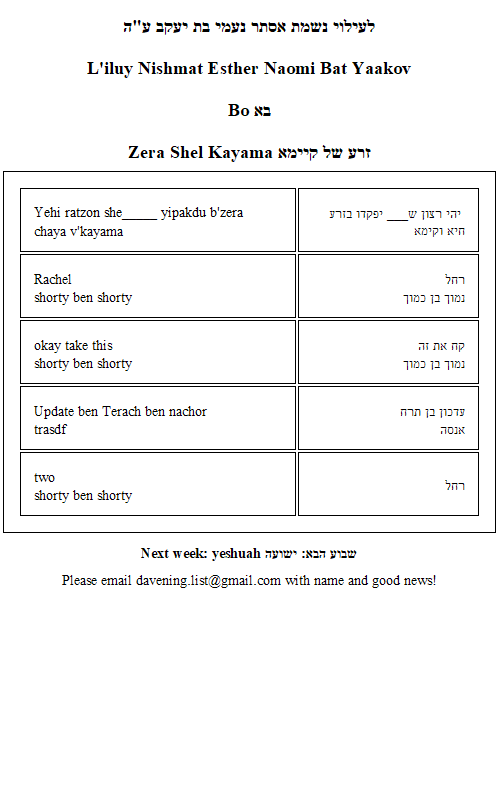 לעילוי נשמת אסתר נעמי בת יעקב ע"ה
L'iluy Nishmat Esther Naomi Bat Yaakov
Bo בא
Zera Shel Kayama זרע של קיימא
Yehi ratzon she_____ yipakdu b'zera
chaya v'kayama
יהי רצון ש___ יפקדו בזרע
חיא וקימא
Rachel
shorty ben shorty
רחל
נמוך בן כמוך
okay take this
shorty ben shorty
קח את זה
נמוך בן כמוך
Update ben Terach ben nachor
trasdf
עדכון בן תרח
אנסה
two
shorty ben shorty
רחל
Next week: yeshuah שבוע הבא: ישועה
Please email davening.list@gmail.com with name and good news!